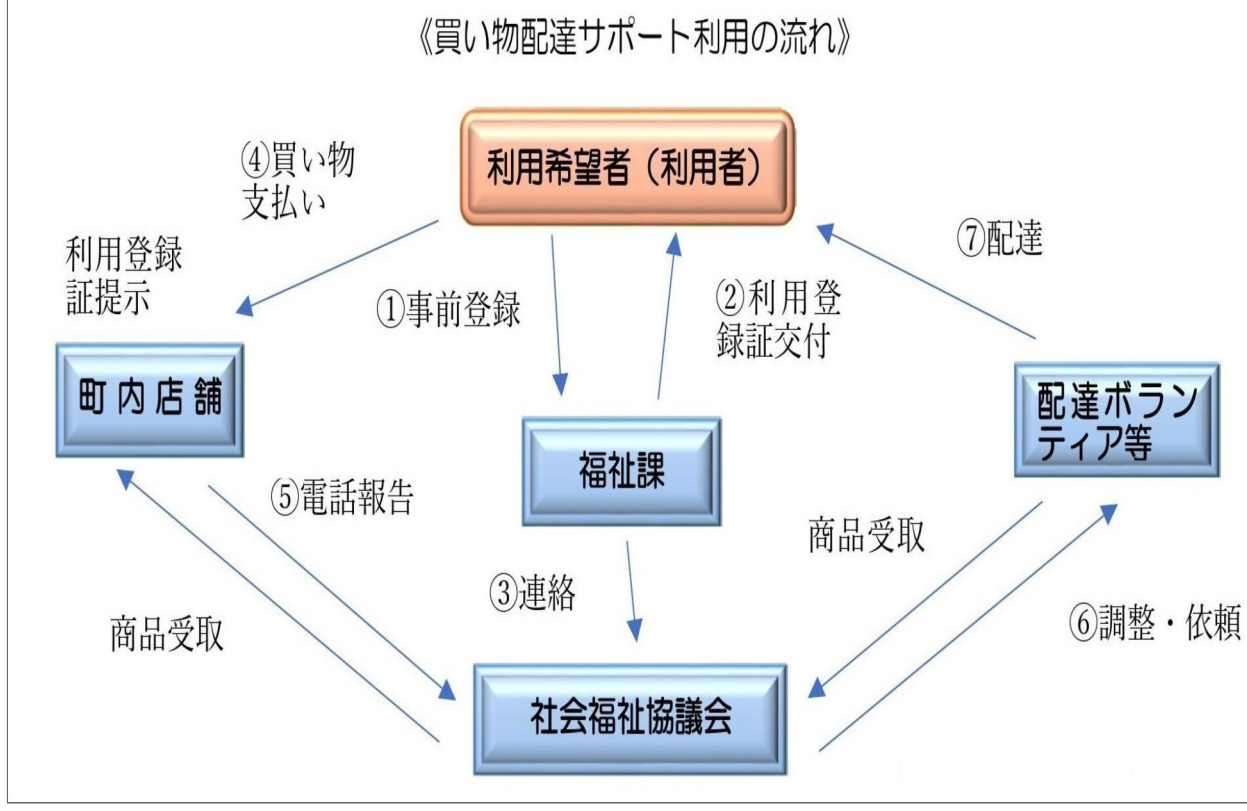 《買い物配達サポート利用の流れ》
利用希望者（利用者）
④買い物
支払い
利用登録
証提示
①事前登録
②利用登
録証交付
⑦配達
町内店舗
福祉課
配達ボラン
ティア等
⑤電話報告
商品受取
③連絡
商品受取
⑥調整・依頼
社会福祉協議会